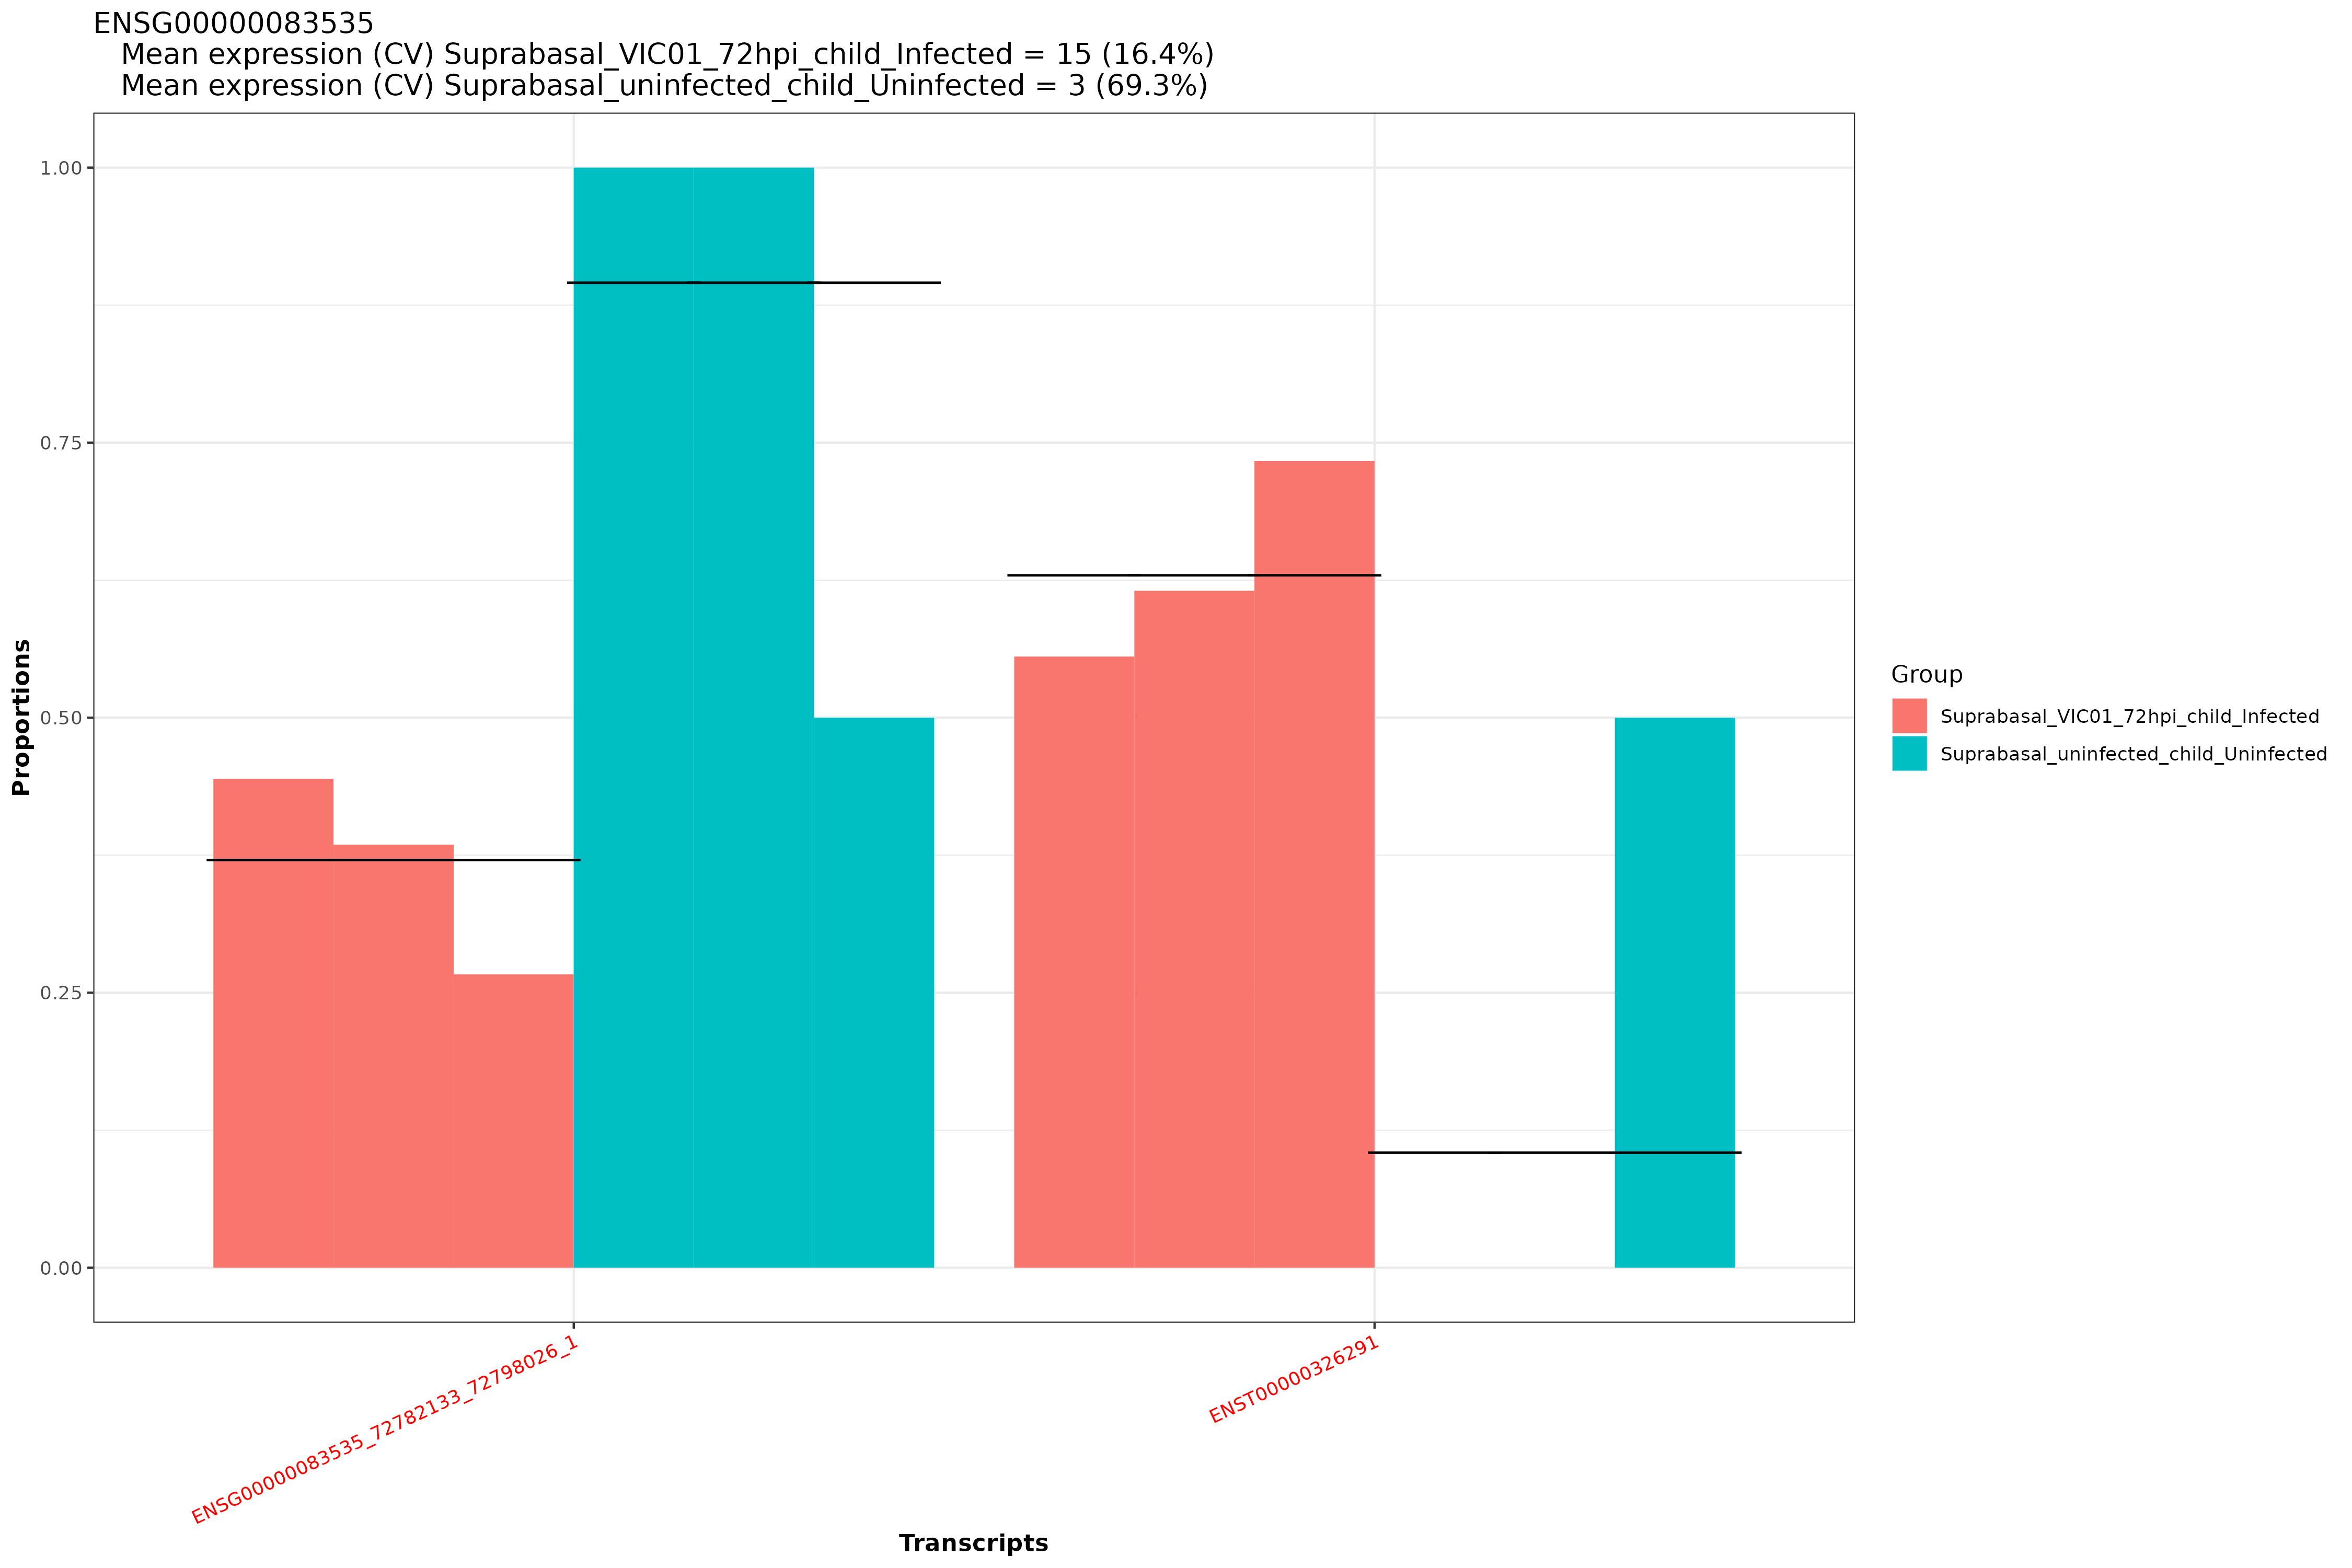 ENSG00000083535
Mean expression (CV) Suprabasal_VIC01_72hpi_child_Infected = 15 (16.4%)
Mean expression (CV) Suprabasal_uninfected_child_Uninfected = 3 (69.3%)
1.00
0.75
0.50
0.25
0.00
Proportions
ENSG00000083535_72782133_72798026_1
ENST00000326291
Transcripts
Group
Suprabasal_VIC01_72hpi_child_Infected
Suprabasal_uninfected_child_Uninfected